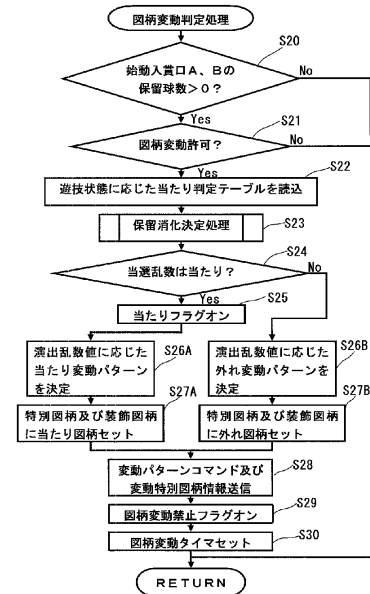 図柄変動判定処理
S20
始動入賞口A、Bの
保留球数＞0？
No
Yes
S21
図柄変動許可？
No
Yes
S22
遊技状態に応じた当たり判定テーブルを読込
S23
保留消化決定処理
S24
当選乱数は当たり？
No
Yes
S25
当たりフラグオン
S26A
演出乱数値に応じた
当たり変動パターン
を決定
S26B
演出乱数値に応じた
外れ変動パターンを
決定
S27A
特別図柄及び装飾図柄
に当たり図柄セット
S27B
特別図柄及び装飾図柄
に外れ図柄セット
S28
変動パターンコマンド及び
変動特別図柄情報送信
S29
図柄変動禁止フラグオン
S30
図柄変動タイマセット
RETURN